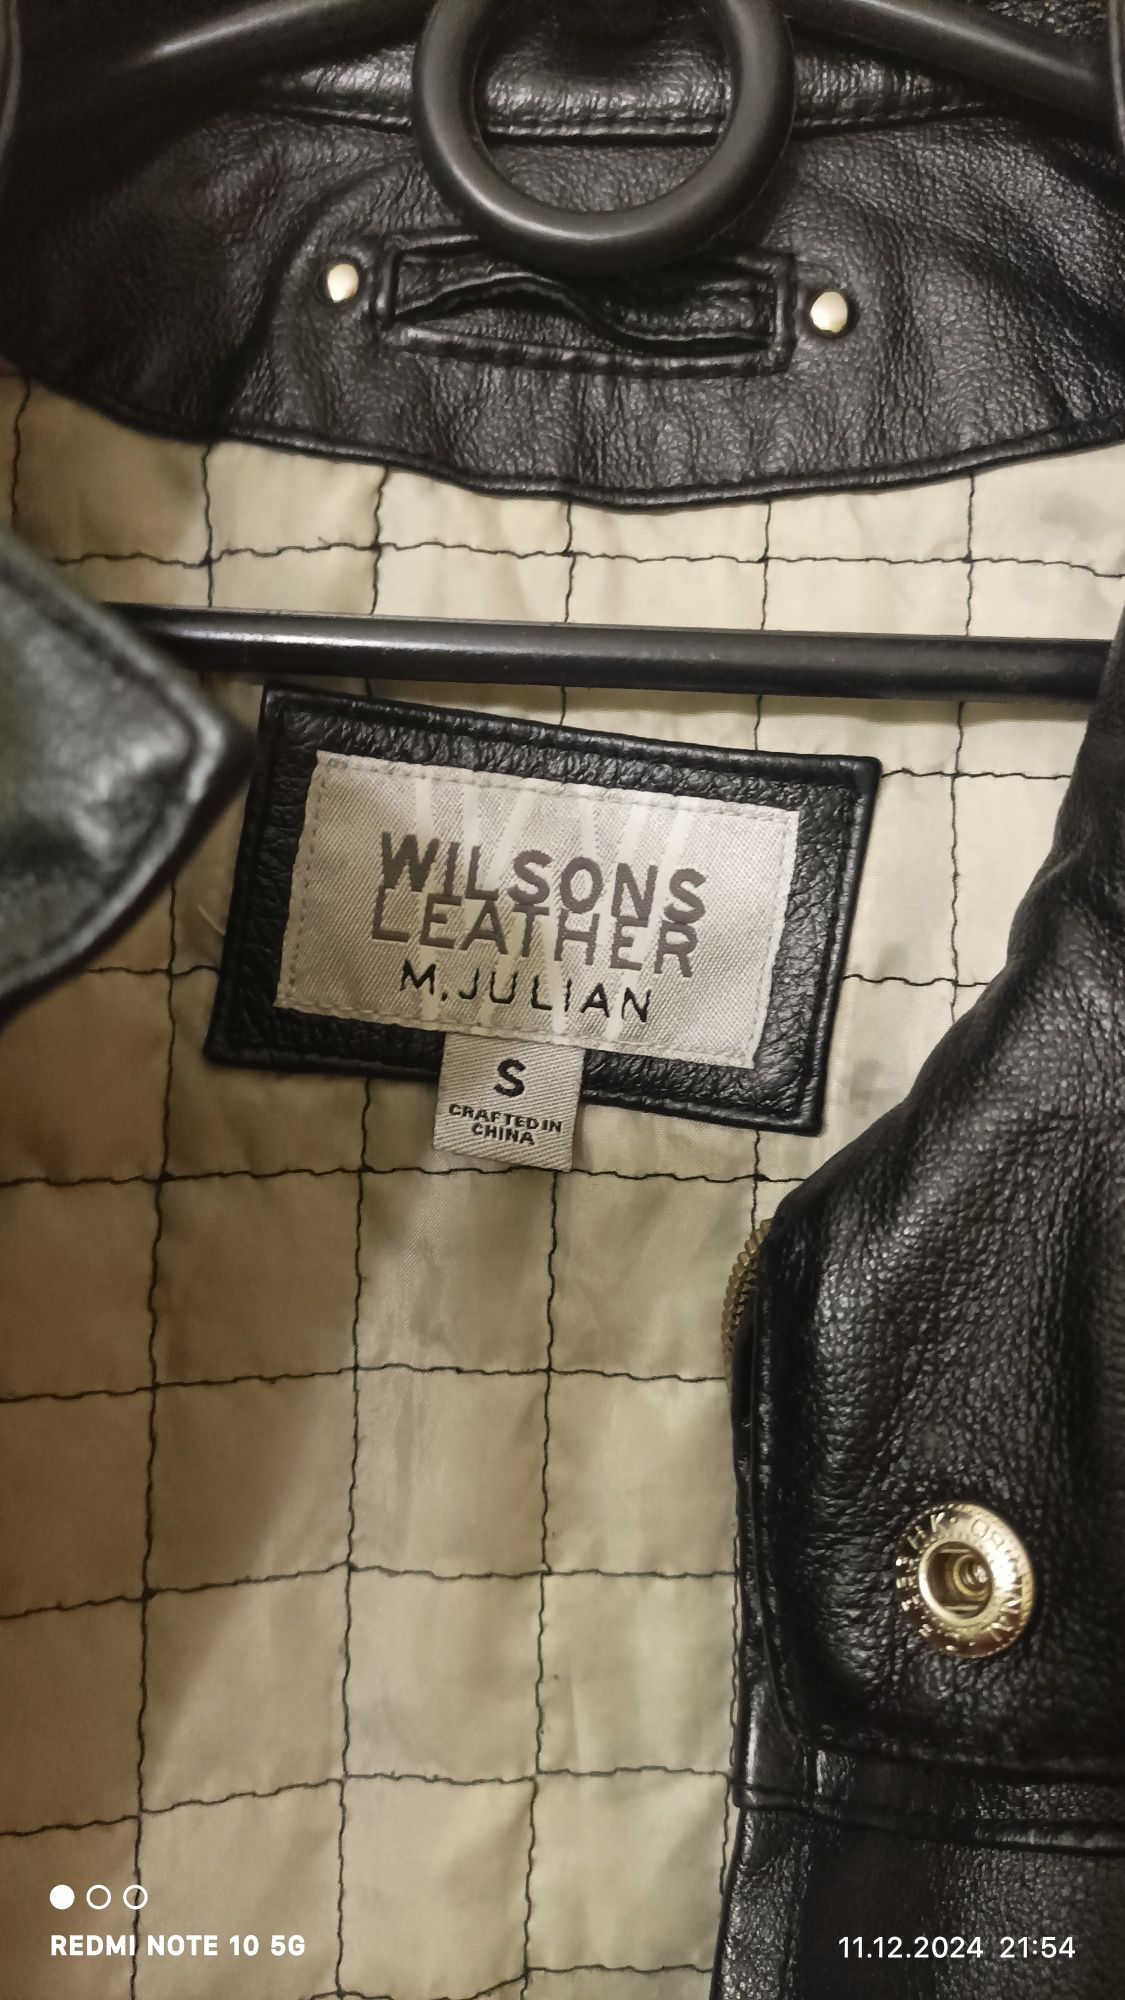 WILSONS
LEATHER
M. JULIAN
S
CRAFTED IN
CHINA
REDMI NOTE 10 5G
11.12.2024 21:54